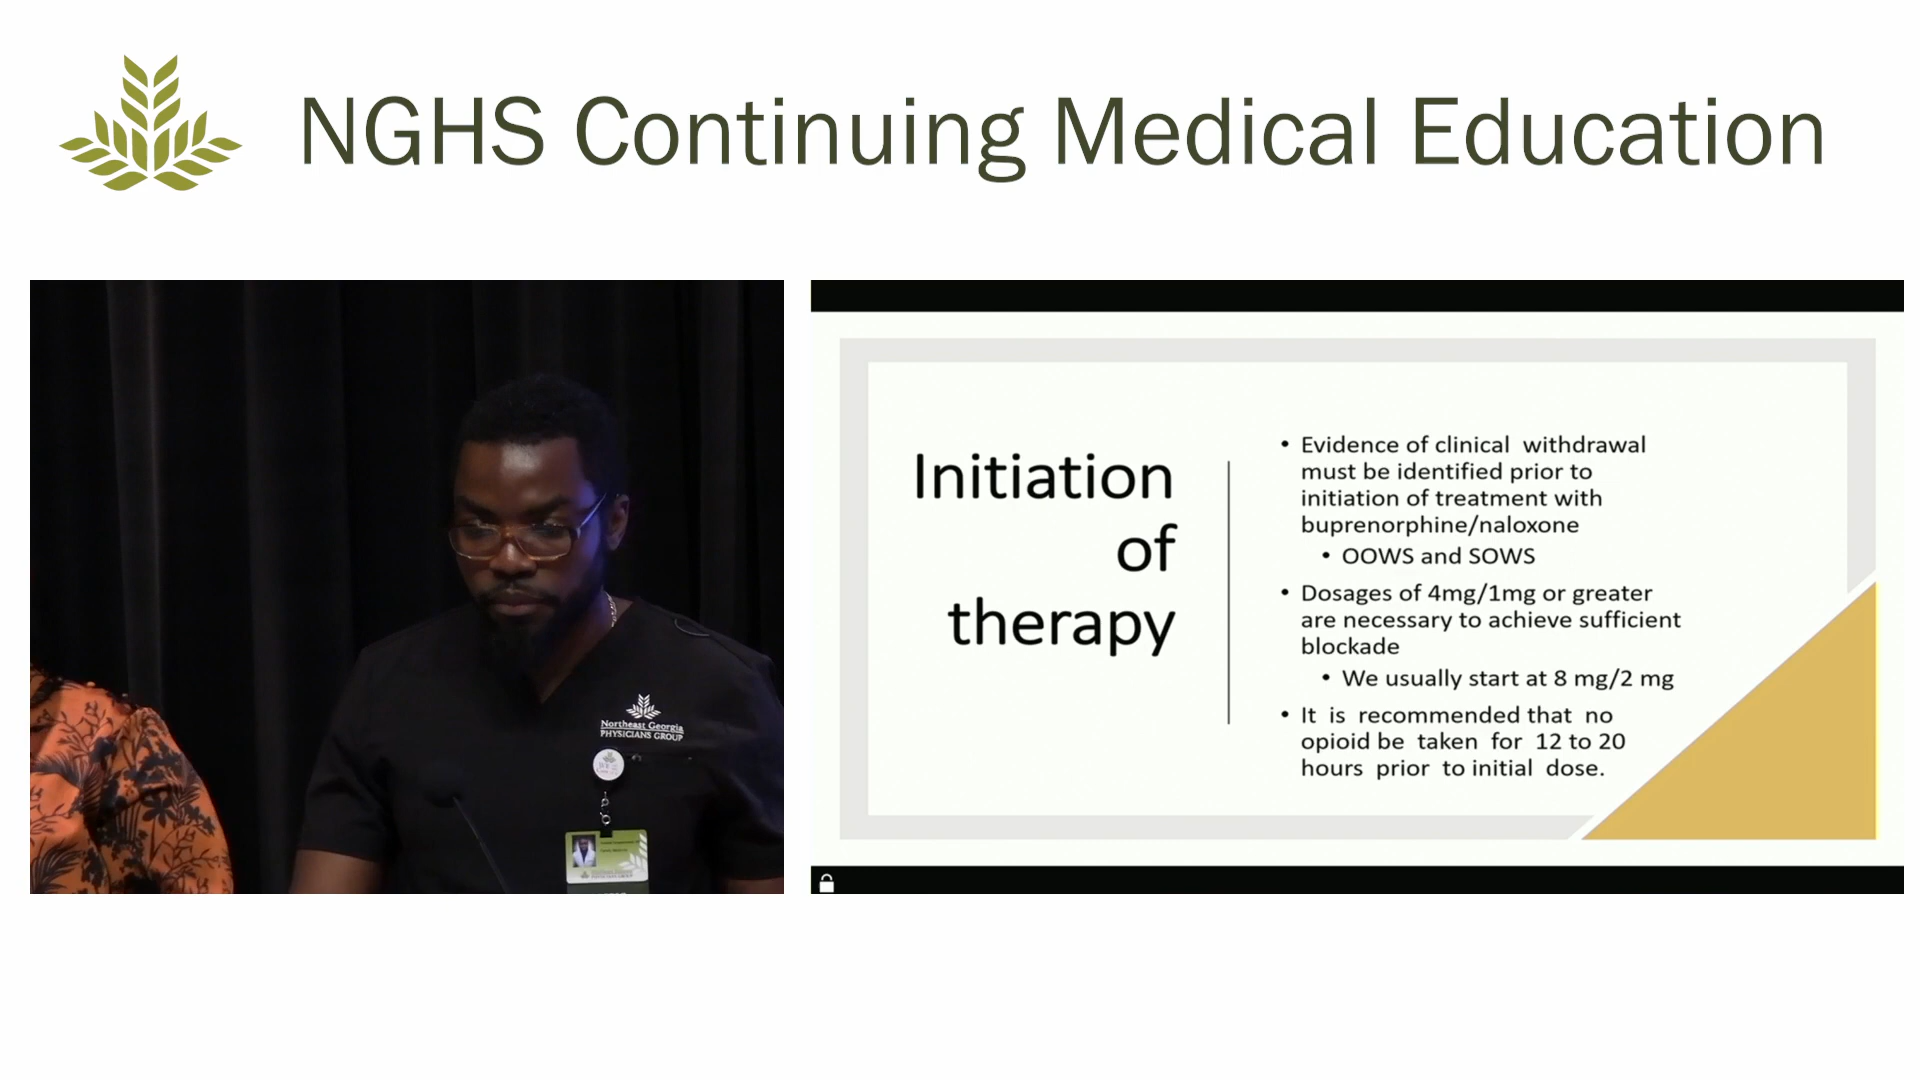 NGHS Continuing Medical Education
Northeast Georgia
PHYSICIANS GROUP
Initiation
of
therapy
• Evidence of clinical withdrawal
must be identified prior to
initiation of treatment with
buprenorphine/naloxone
• OOWS and SOWS
• Dosages of 4mg/1mg or greater
are necessary to achieve sufficient
blockade
• We usually start at 8 mg/2 mg
• It is recommended that no
opioid be taken for 12 to 20
hours prior to initial dose.